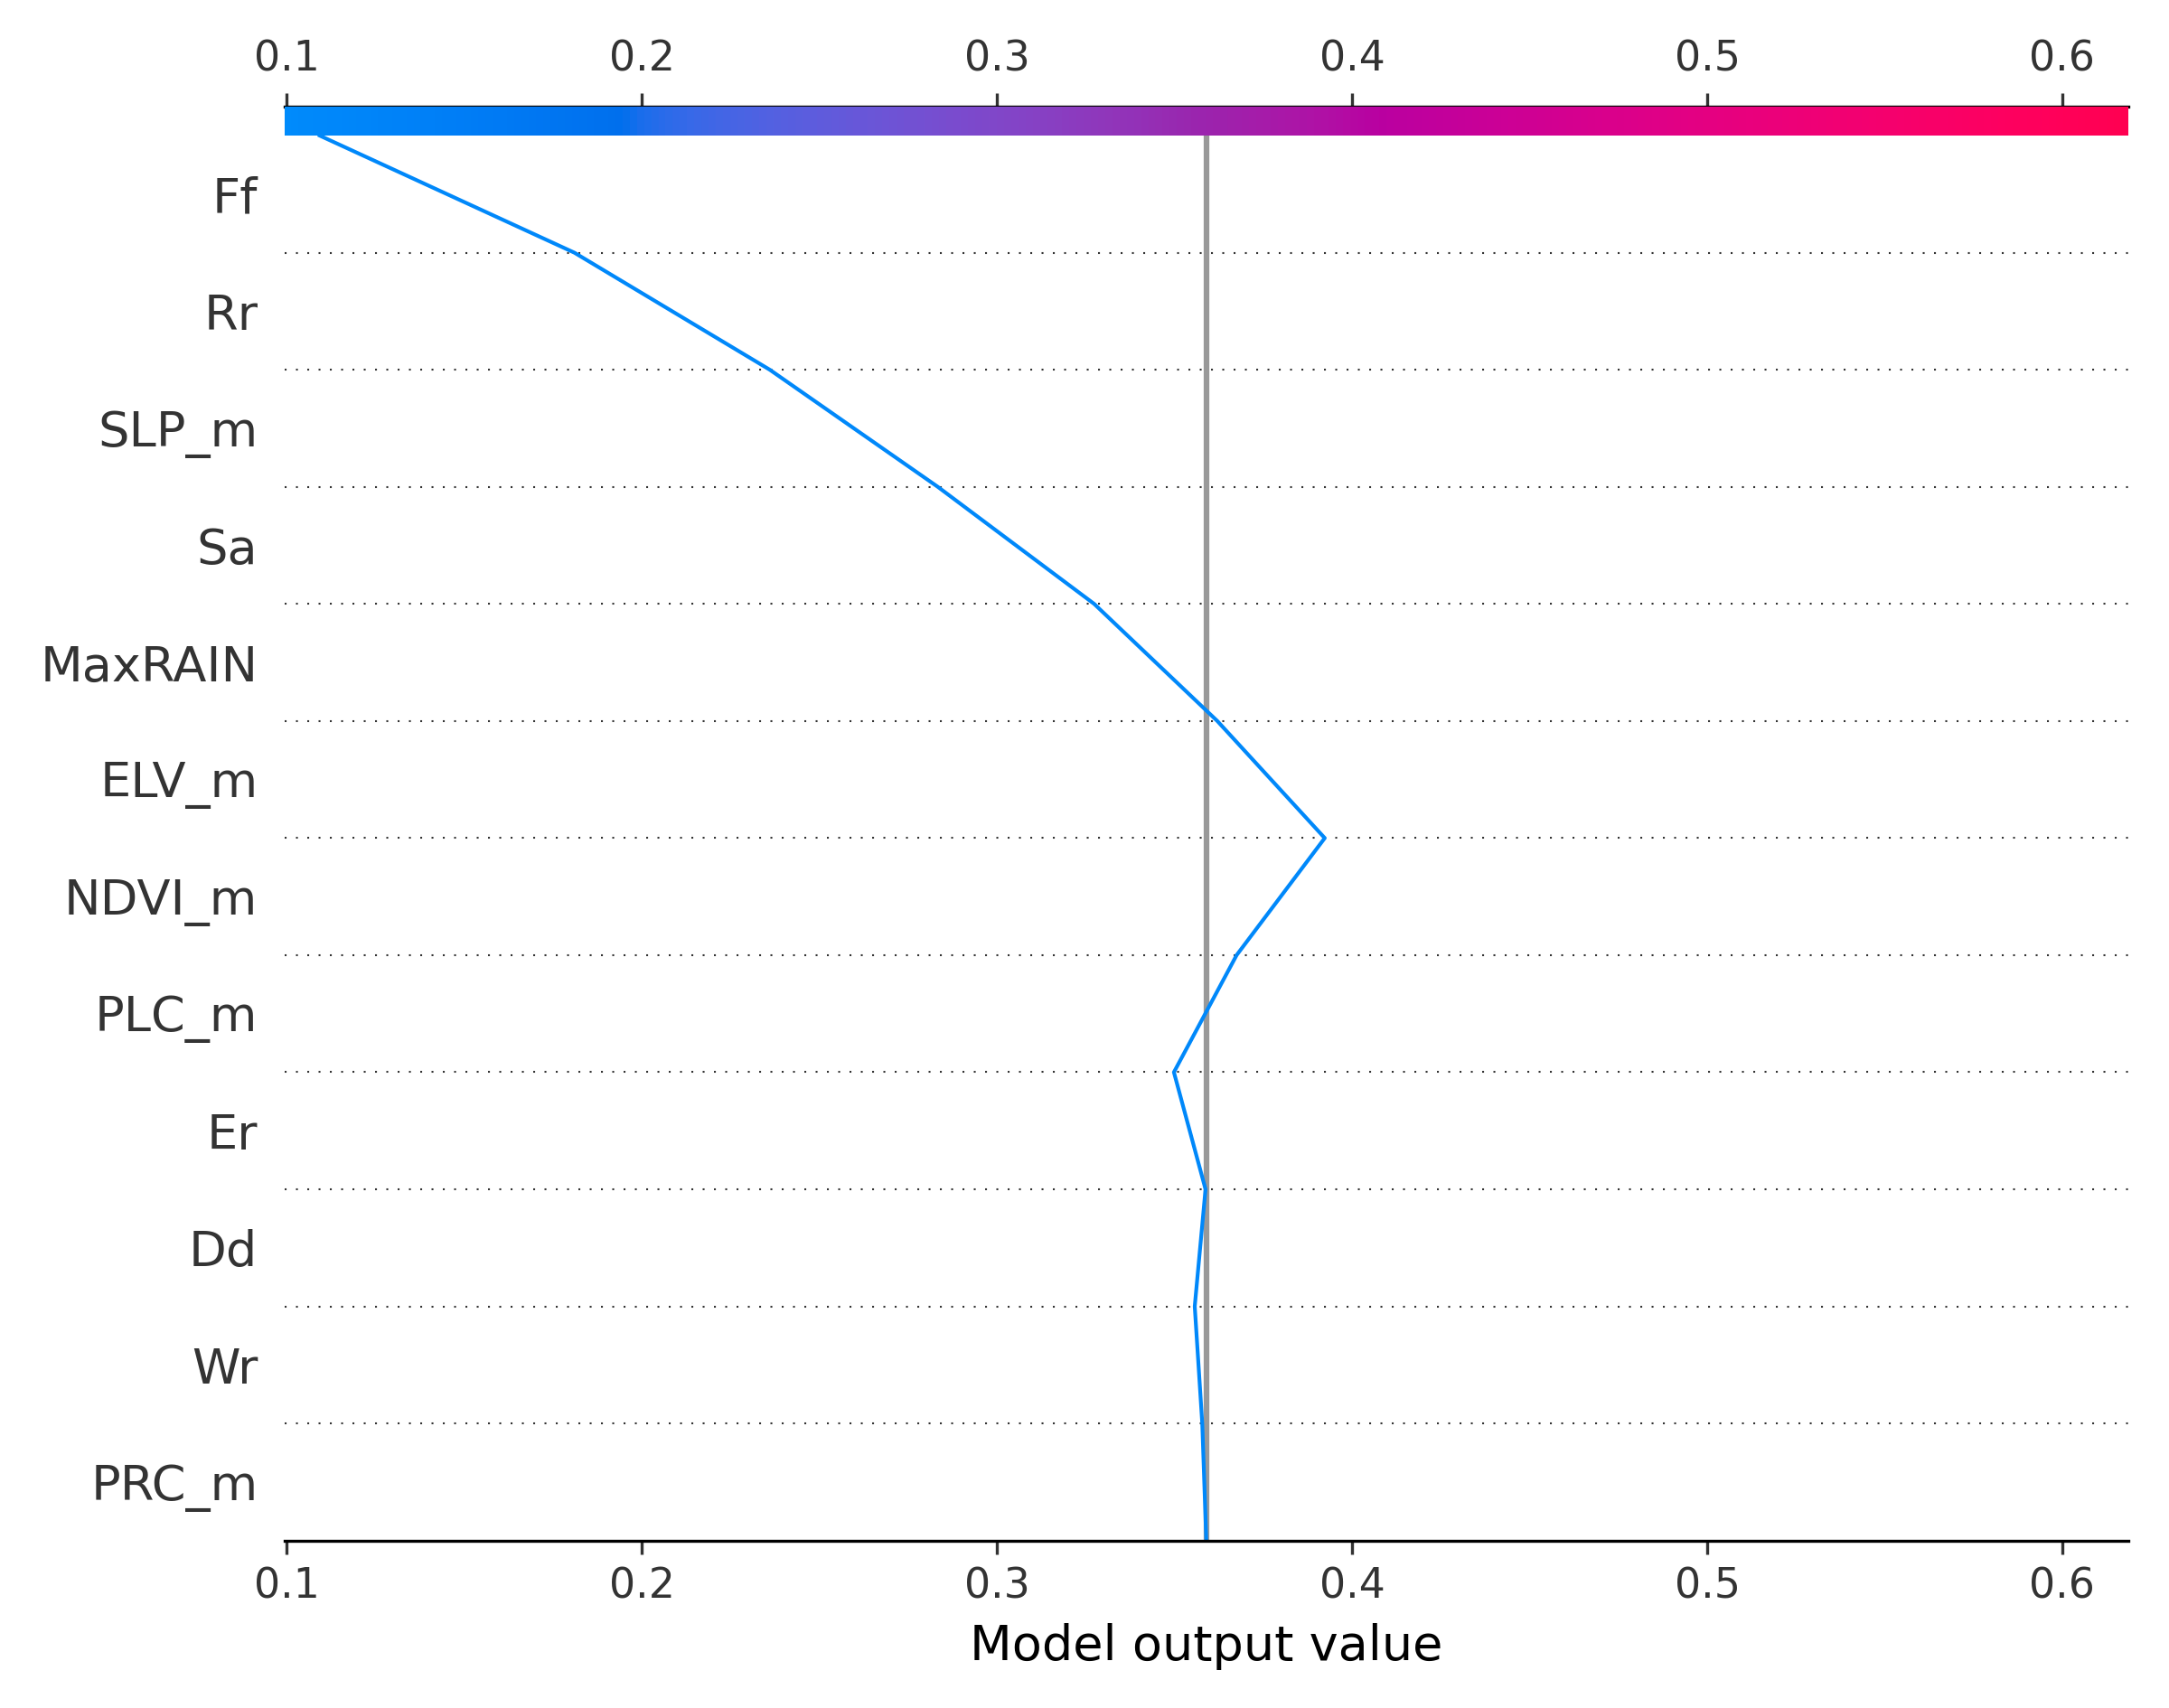 0.1 0.2 0.3 0.4 0.5 0.6
Ff
Rr
SLP_m
Sa
MaxRAIN
ELV_m
NDVI_m
PLC_m
Er
Dd
Wr
PRC_m
0.1 0.2 0.3 0.4 0.5 0.6
Model output value